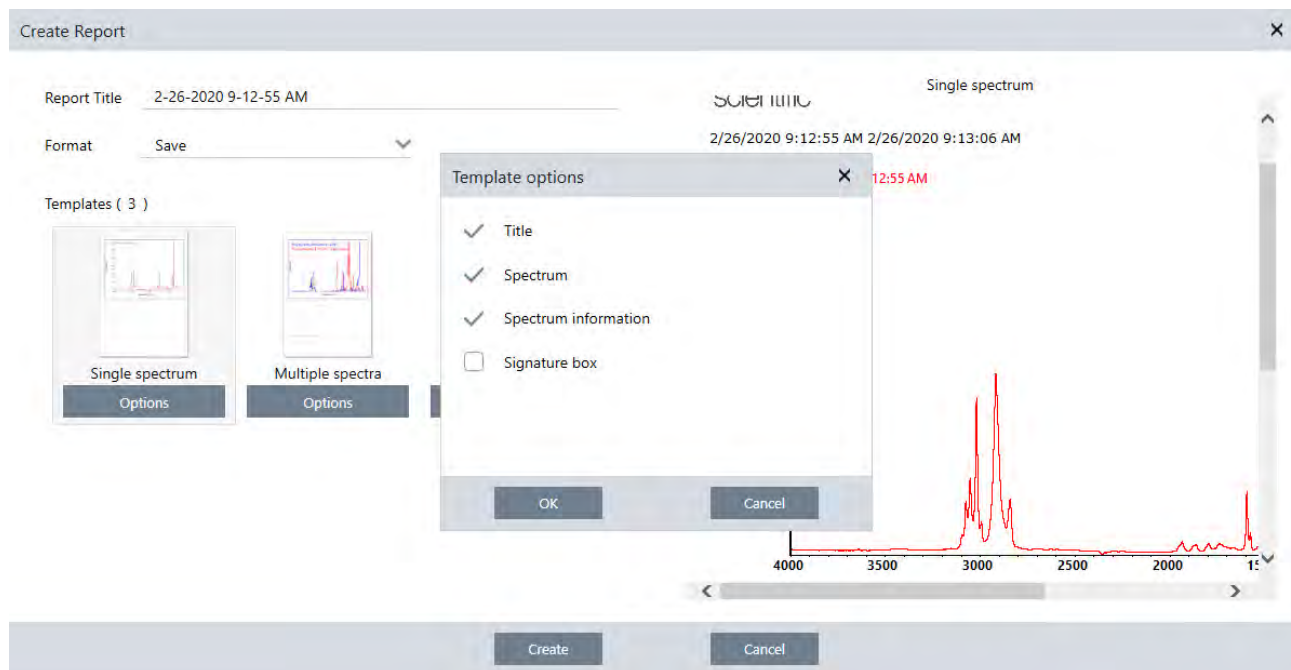 Create Report
Report Title 2-26-2020 9-12-55 AM
Format Save
Templates ( 3 )
Single spectrum
Options
Multiple spectra
Options
Template options
Title
Spectrum
Spectrum information
Signature box
OK Cancel
Single spectrum
scientific
2/26/2020 9:12:55 AM 2/26/2020 9:13:06 AM
12:55 AM
4000 3500 3000 2500 2000
Create Cancel